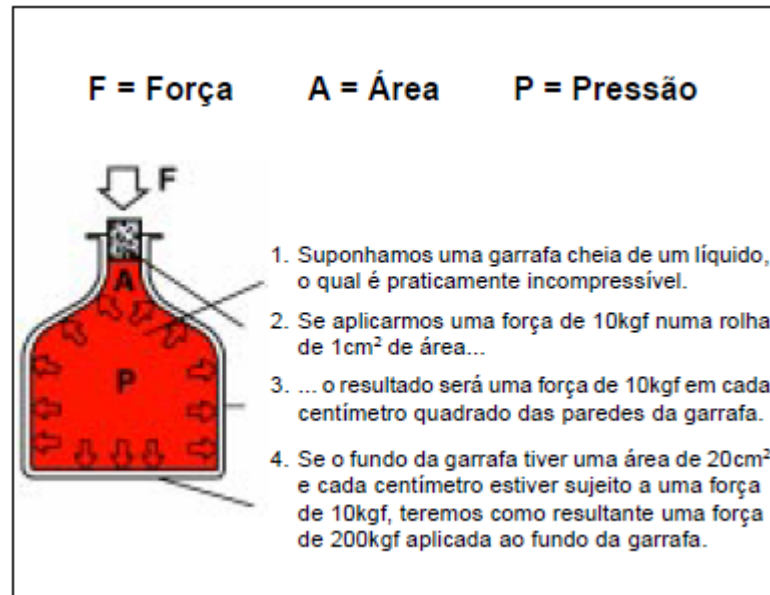 F = Força A = Área P = Pressão
F
A
P
1. Suponhamos uma garrafa cheia de um líquido,
o qual é praticamente incompressível.
2. Se aplicarmos uma força de 10kgf numa rolha
de 1cm² de área...
3. ... o resultado será uma força de 10kgf em cada
centímetro quadrado das paredes da garrafa.
4. Se o fundo da garrafa tiver uma área de 20cm²
e cada centímetro estiver sujeito a uma força
de 10kgf, teremos como resultante uma força
de 200kgf aplicada ao fundo da garrafa.